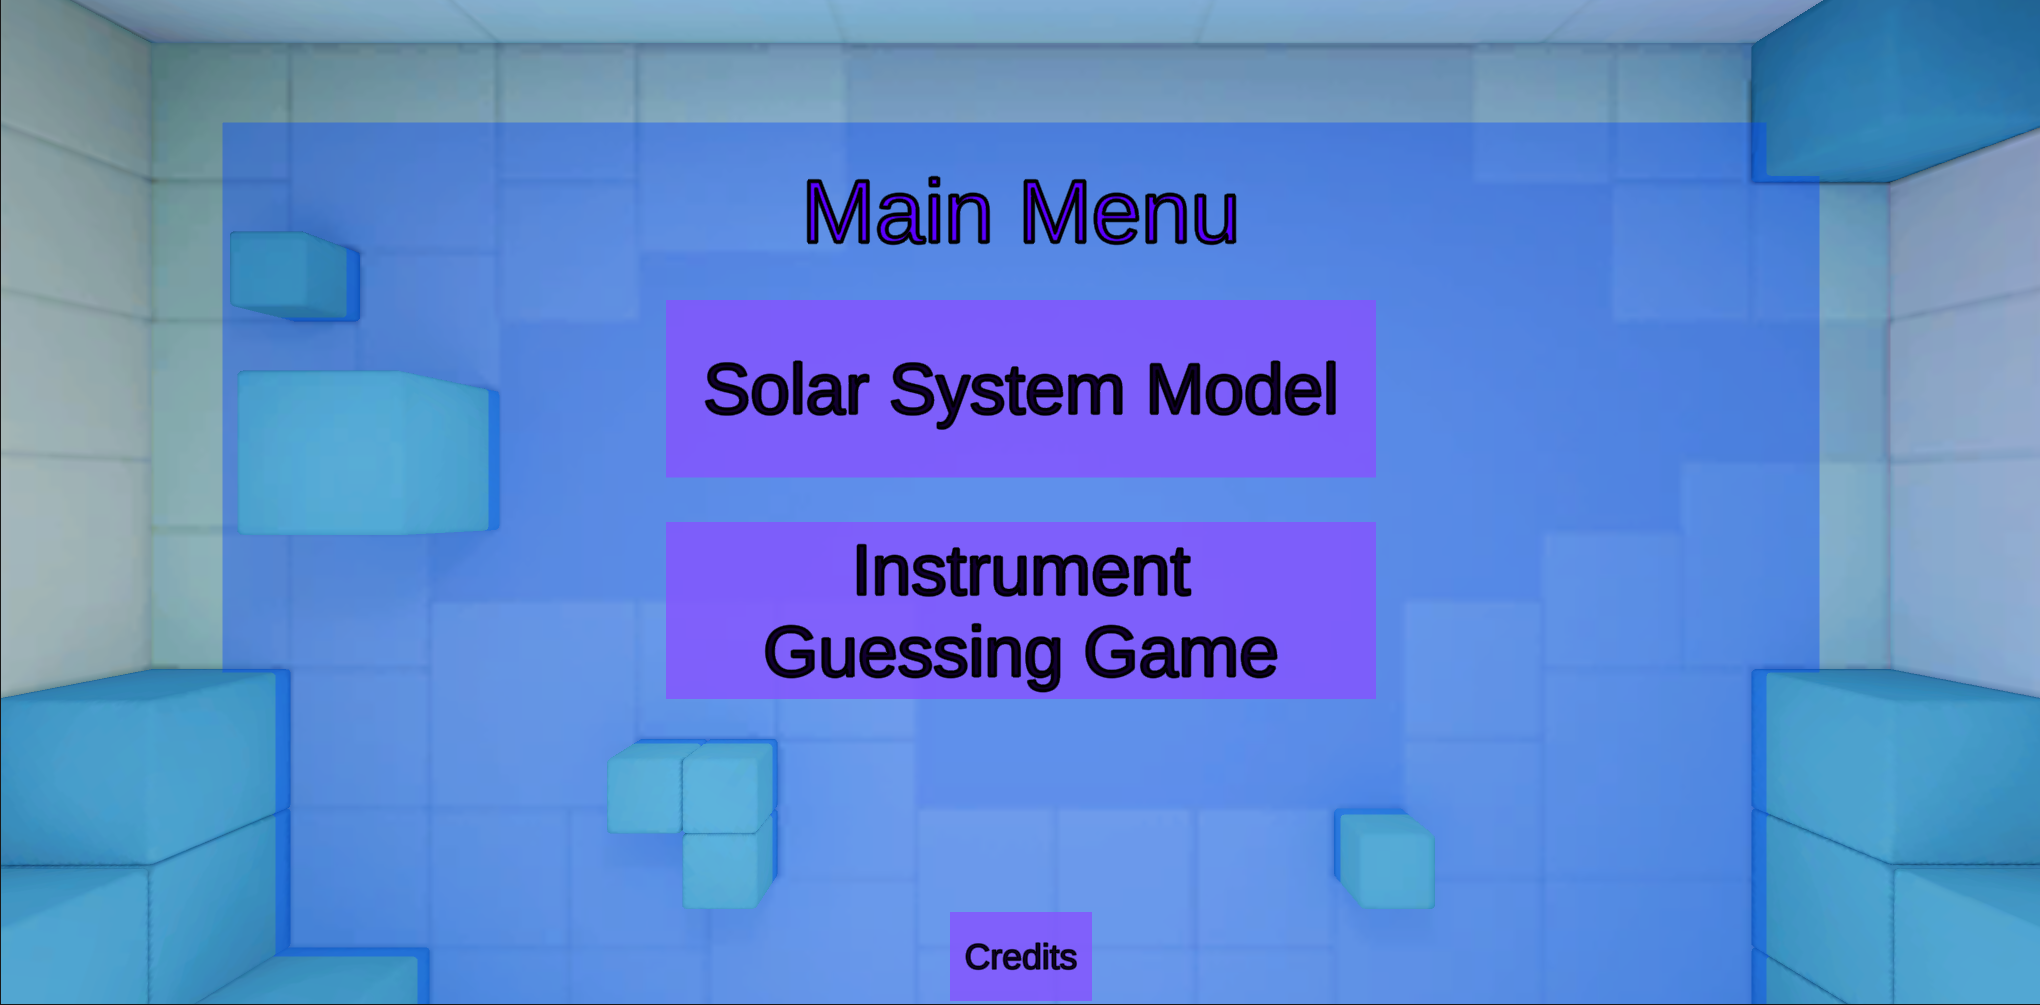 Main Menu
Solar System Model
Instrument
Guessing Game
Credits